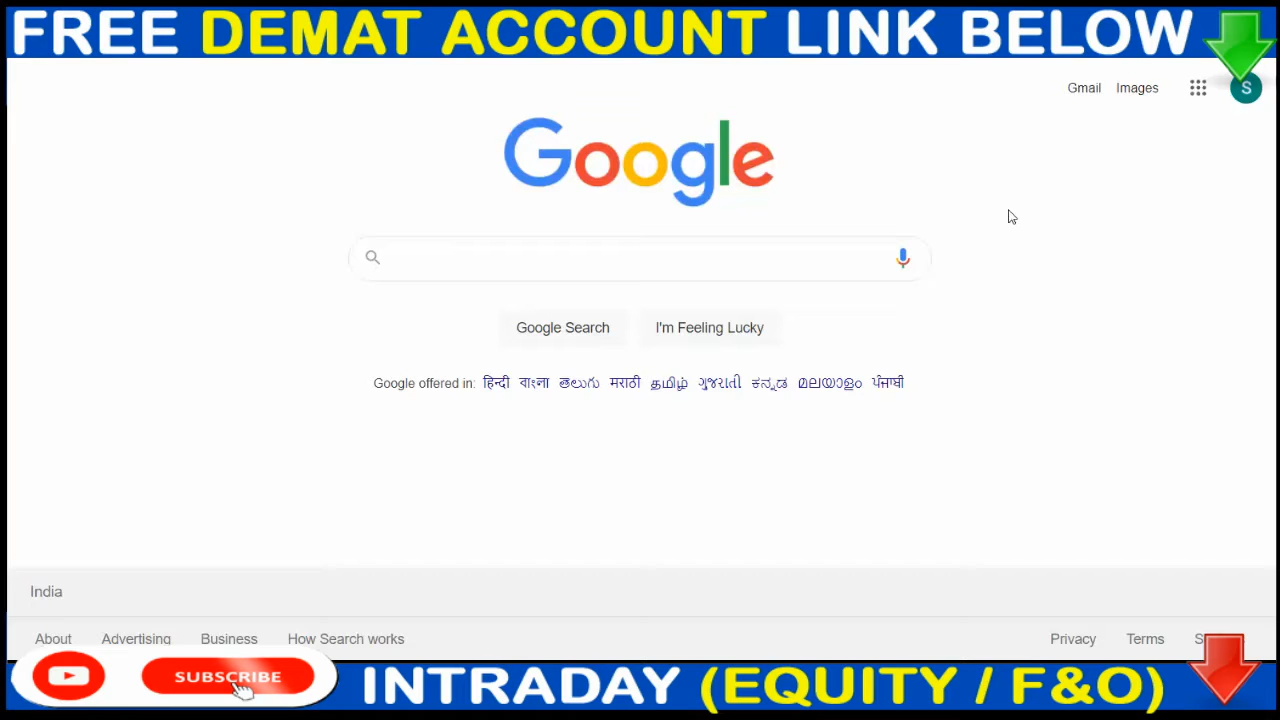 FREE DEMAT ACCOUNT LINK BELOW
Gmail Images
S
Google
Google Search I'm Feeling Lucky
Google offered in: हिन्दी বাংলা తెలుగు मराठी தமிழ் ગુજરાતી ಕನ್ನಡ മലയാളം ਪੰਜਾਬੀ
India
About Advertising Business How Search works Privacy Terms
SUBSCRIBE
INTRADAY (EQUITY / F&O)